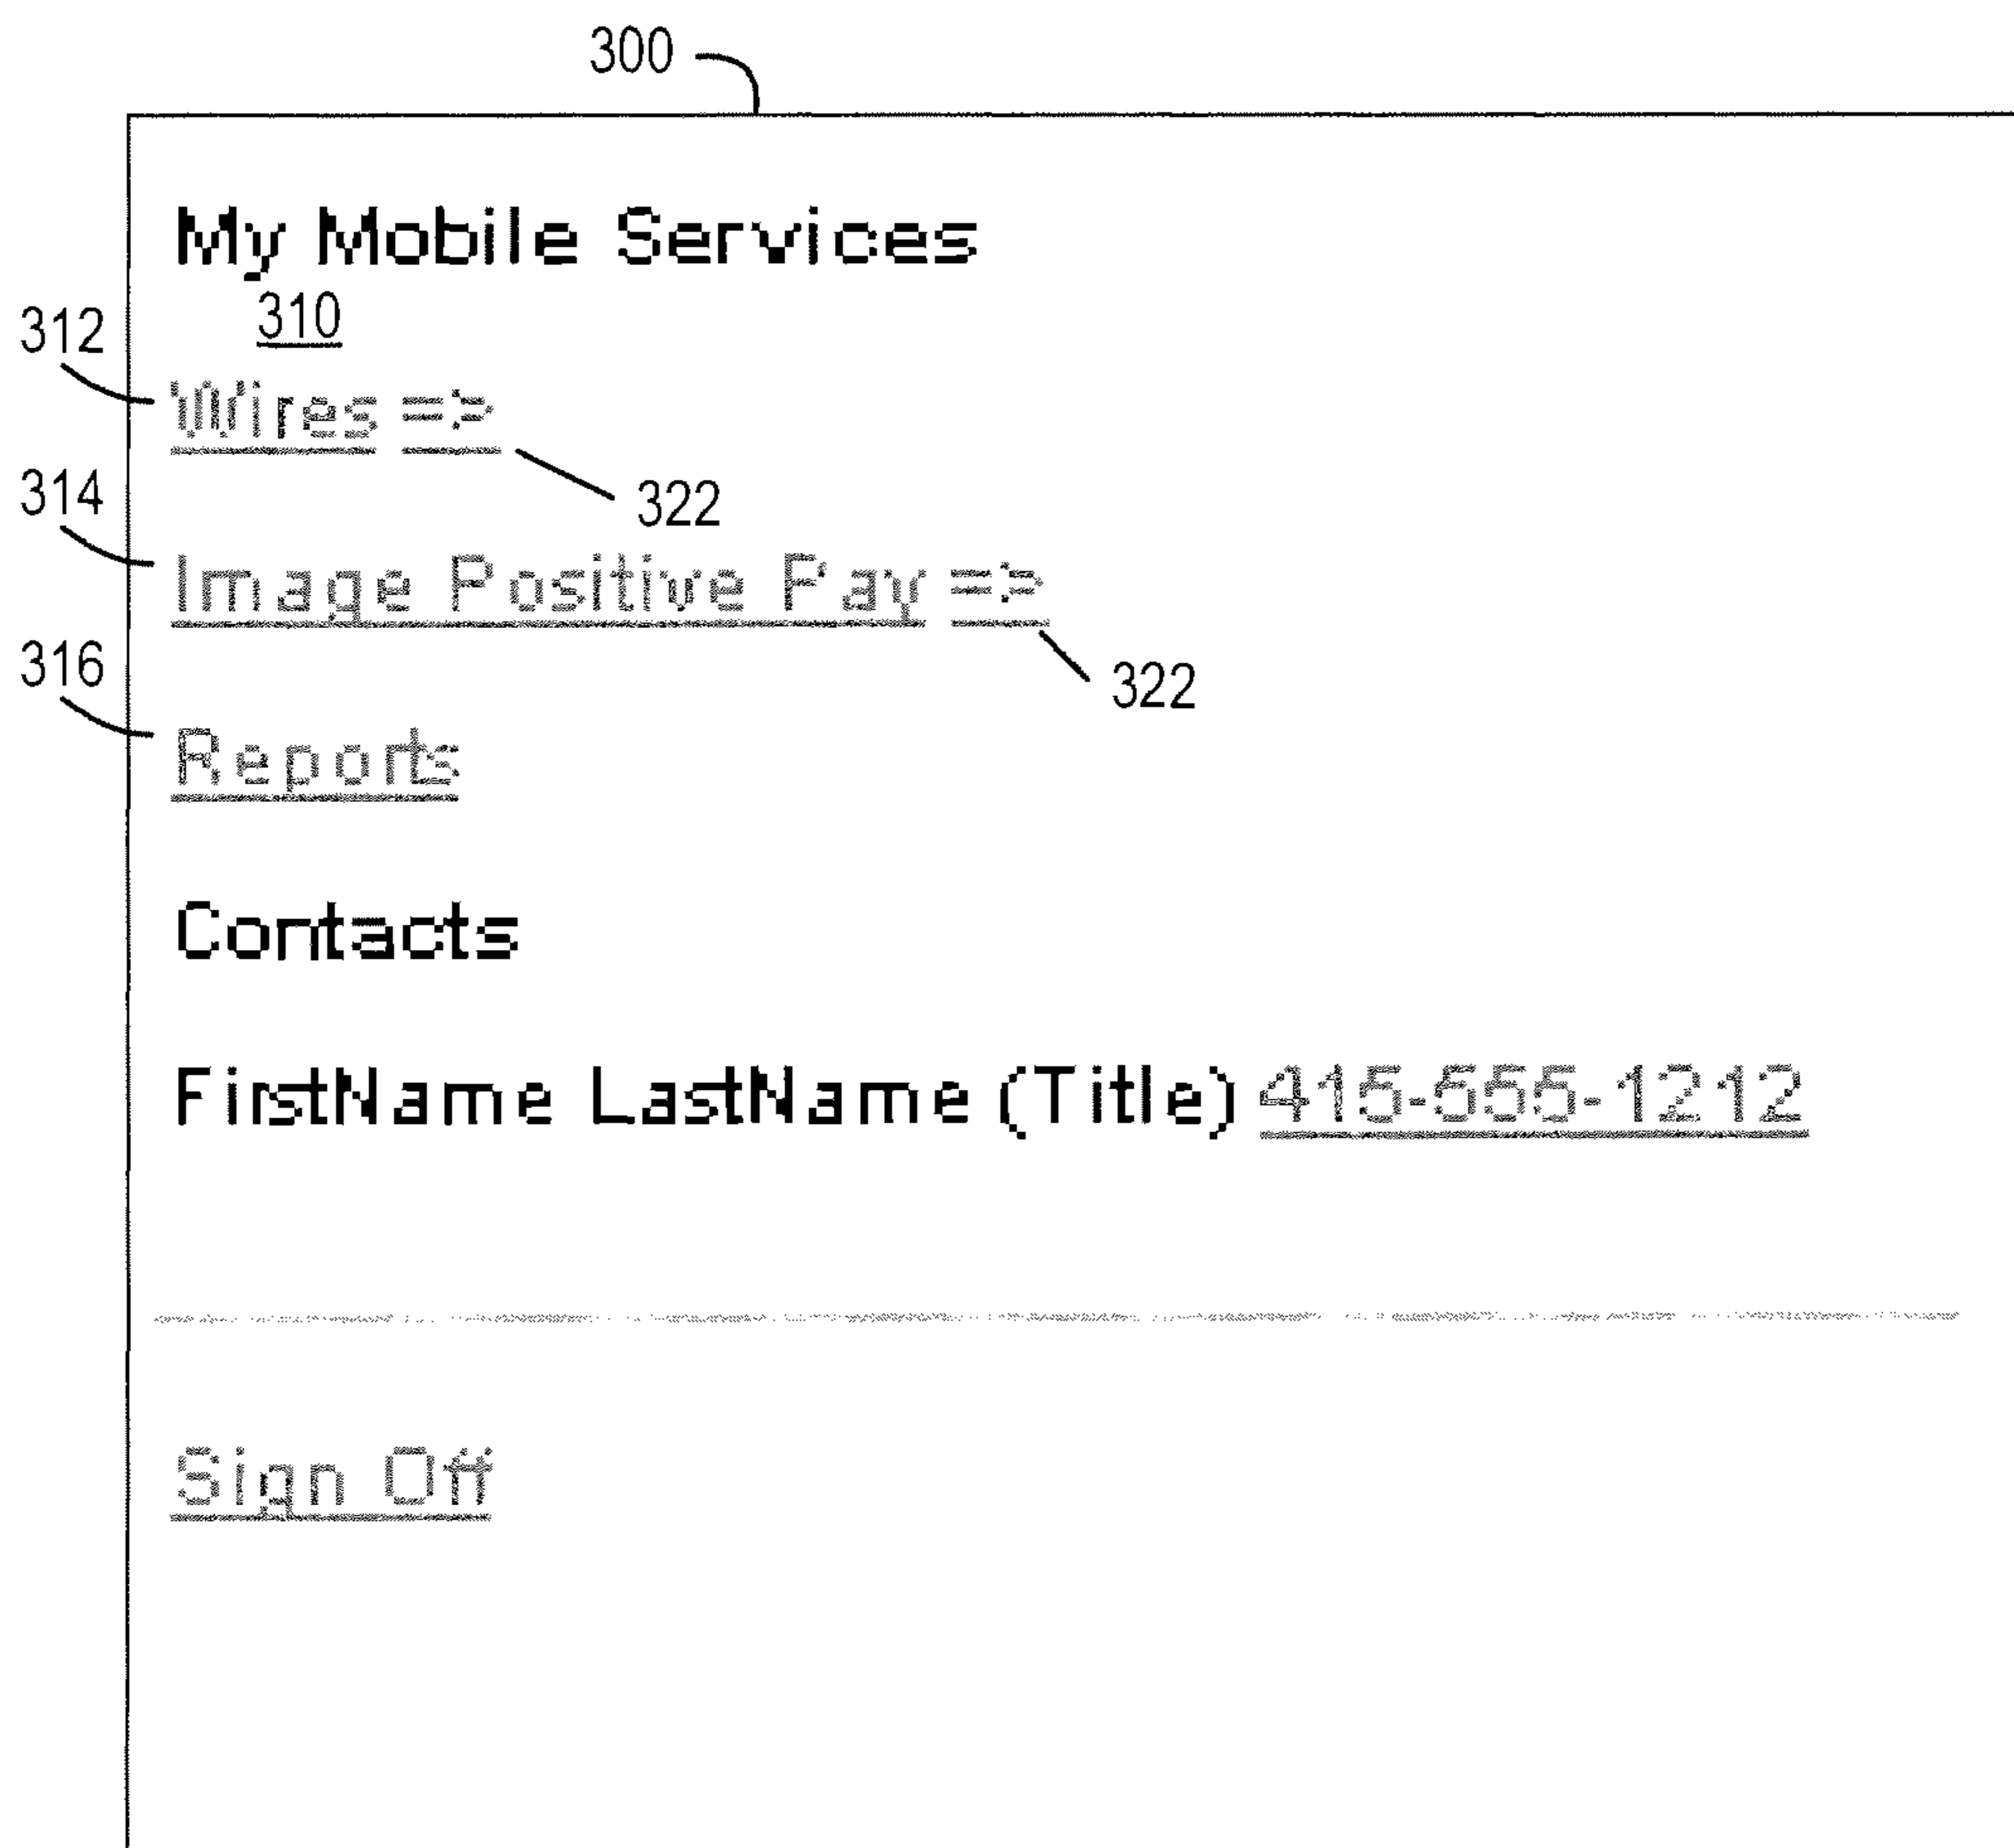 300
My Mobile Services
310
312
Wires =>
322
314
Image Positive Pay =>
322
316
Reports
Contacts
FirstName LastName (Title) 415-555-1212
Sign Off